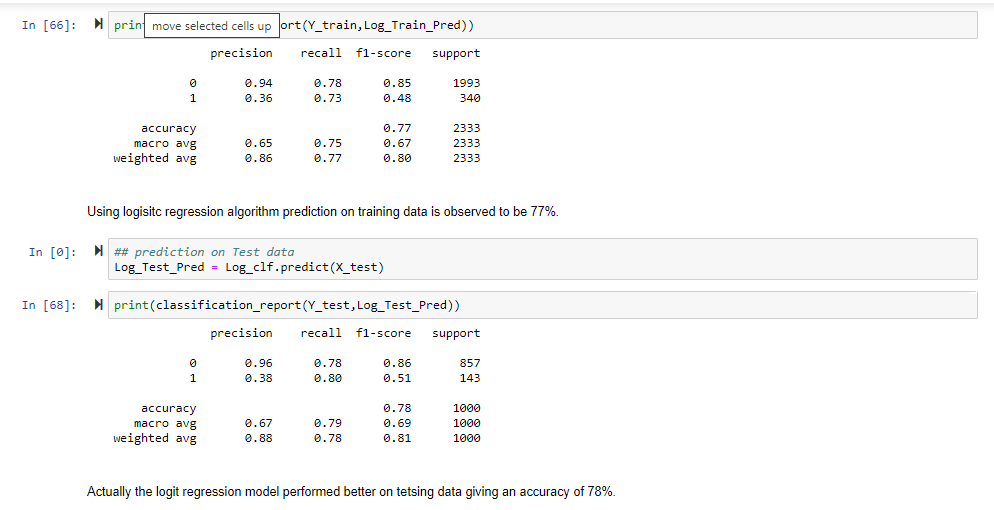 In [66]: prin move selected cells up ort(Y_train,Log_Train_Pred))
precision recall f1-score support
0 0.94 0.78 0.85 1993
1 0.36 0.73 0.48 340
accuracy 0.77 2333
macro avg 0.65 0.75 0.67 2333
weighted avg 0.86 0.77 0.80 2333
Using logisitc regression algorithm prediction on training data is observed to be 77%.
In [0]: ## prediction on Test data
Log_Test_Pred = Log_clf.predict(X_test)
In [68]: print(classification_report(Y_test,Log_Test_Pred))
precision recall f1-score support
0 0.96 0.78 0.86 857
1 0.38 0.80 0.51 143
accuracy 0.78 1000
macro avg 0.67 0.79 0.69 1000
weighted avg 0.88 0.78 0.81 1000
Actually the logit regression model performed better on tetsing data giving an accuracy of 78%.